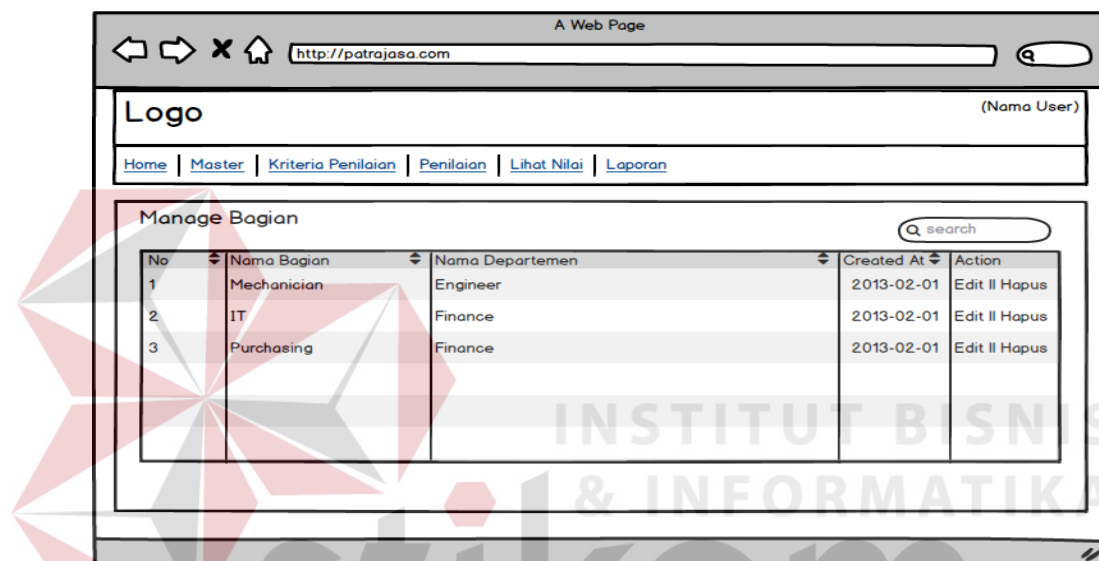 A Web Page
http://patrajasa.com
Logo
(Nama User)
Home | Master | Kriteria Penilaian | Penilaian | Lihat Nilai | Laporan
Manage Bagian
search
No Nama Bagian Nama Departemen Created At Action
1 Mechanician Engineer 2013-02-01 Edit II Hapus
2 IT Finance 2013-02-01 Edit II Hapus
3 Purchasing Finance 2013-02-01 Edit II Hapus
INSTITUT BISNIS
& INFORMATIKA
stikom